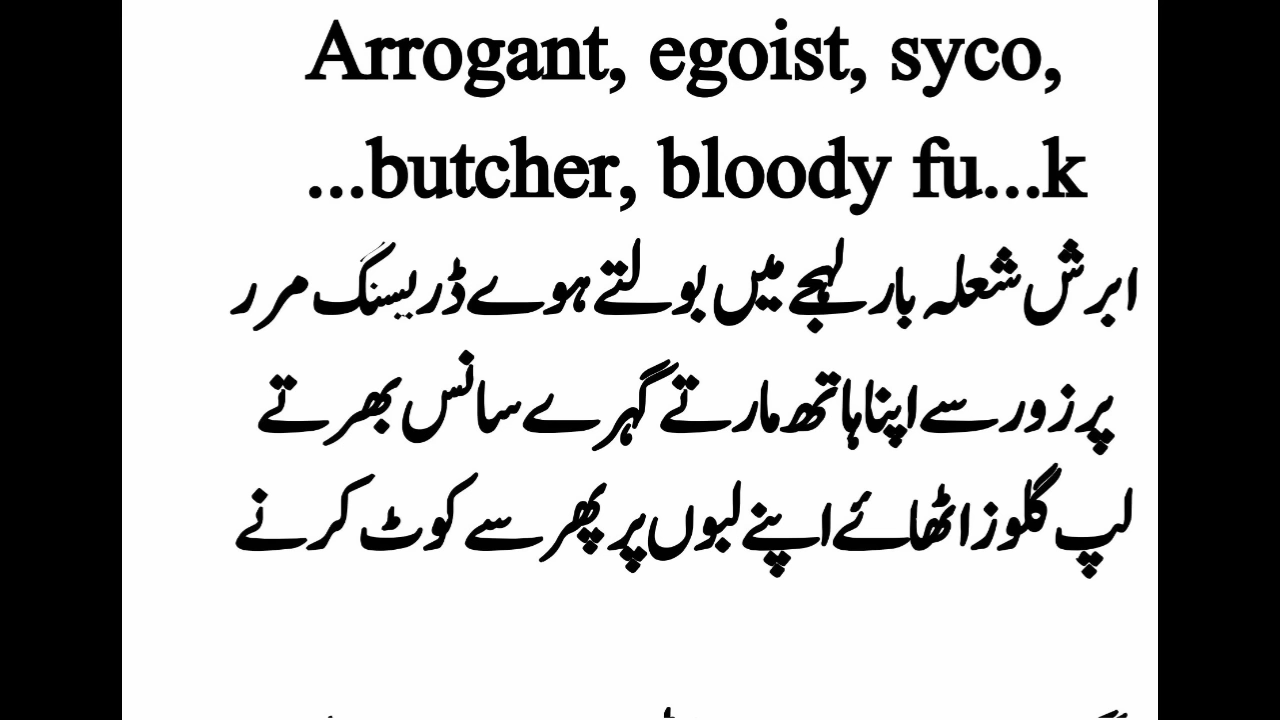 Arrogant, egoist, syco,
...butcher, bloody fu...k
ابرش شعلہ بار لہجے میں بولتے ہوے ڈریسنگ مرر
پر زور سے اپنا ہاتھ مارتے گہرے سانس بھرتے
لپ گلوز اٹھائے اپنے لبوں پر پھر سے کوٹ کرنے